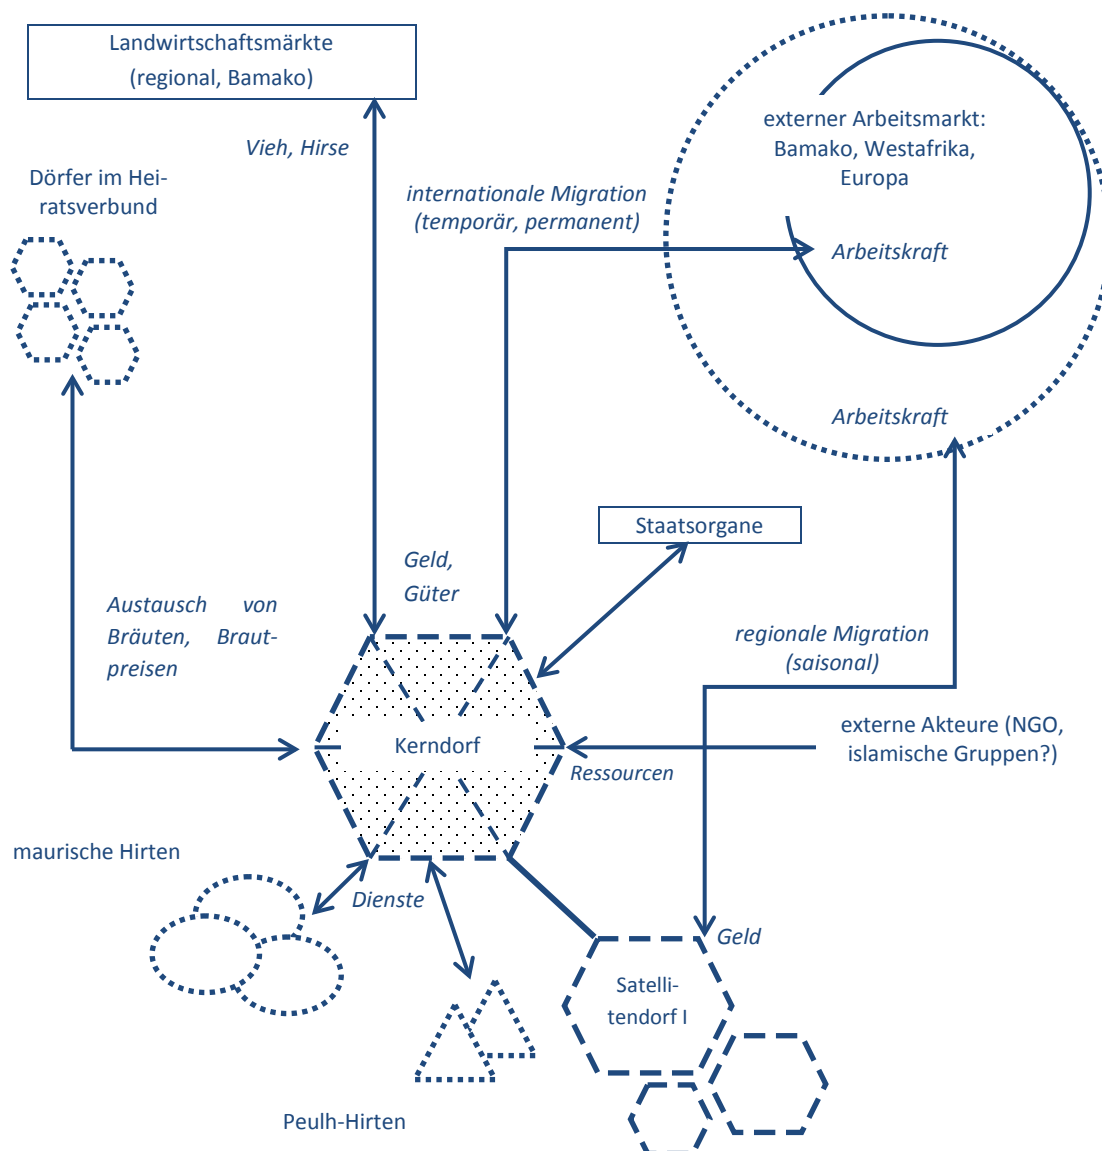 Landwirtschaftsmärkte
(regional, Bamako)
Vieh, Hirse
externer Arbeitsmarkt:
Bamako, Westafrika,
Europa
Dörfer im Hei-
ratsverbund
internationale Migration
(temporär, permanent)
Arbeitskraft
Arbeitskraft
Staatsorgane
Geld,
Güter
Austausch von
Bräuten, Braut-
preisen
regionale Migration
(saisonal)
Kerndorf
externe Akteure (NGO,
islamische Gruppen?)
Ressourcen
maurische Hirten
Dienste
Geld
Satelli-
tendorf I
Peulh-Hirten